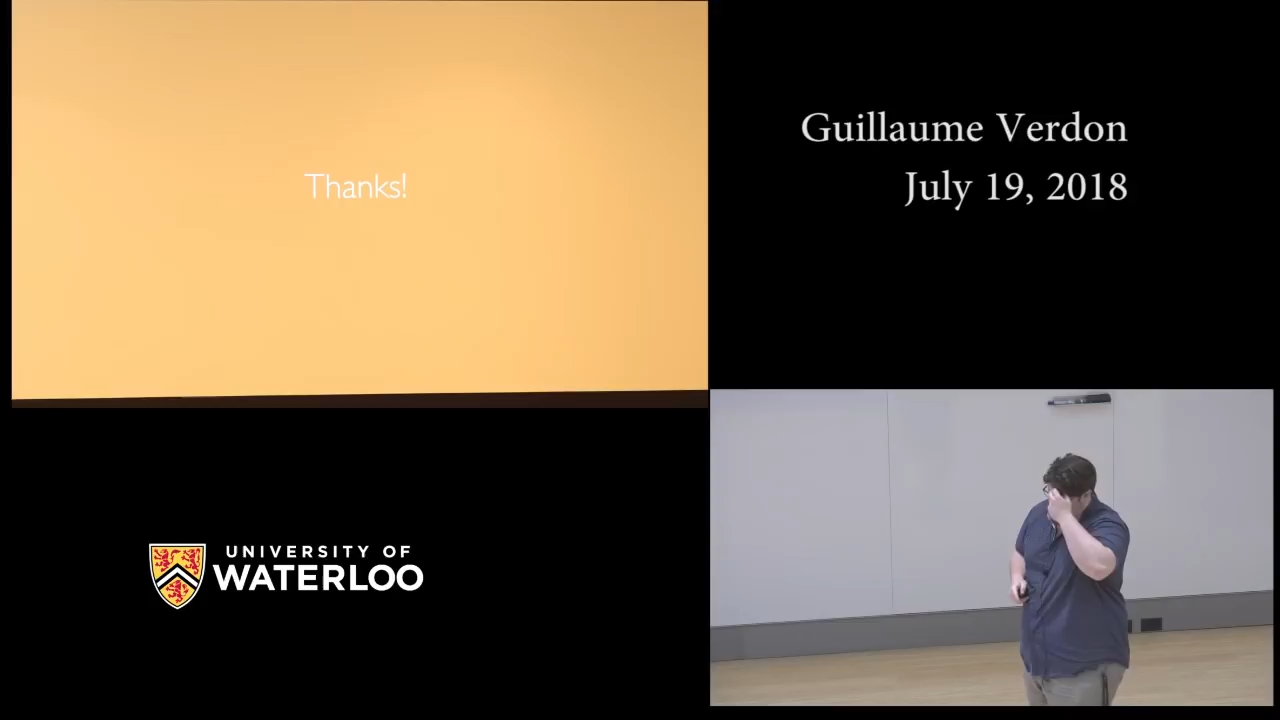 Thanks!
Guillaume Verdon
July 19, 2018
UNIVERSITY OF
WATERLOO